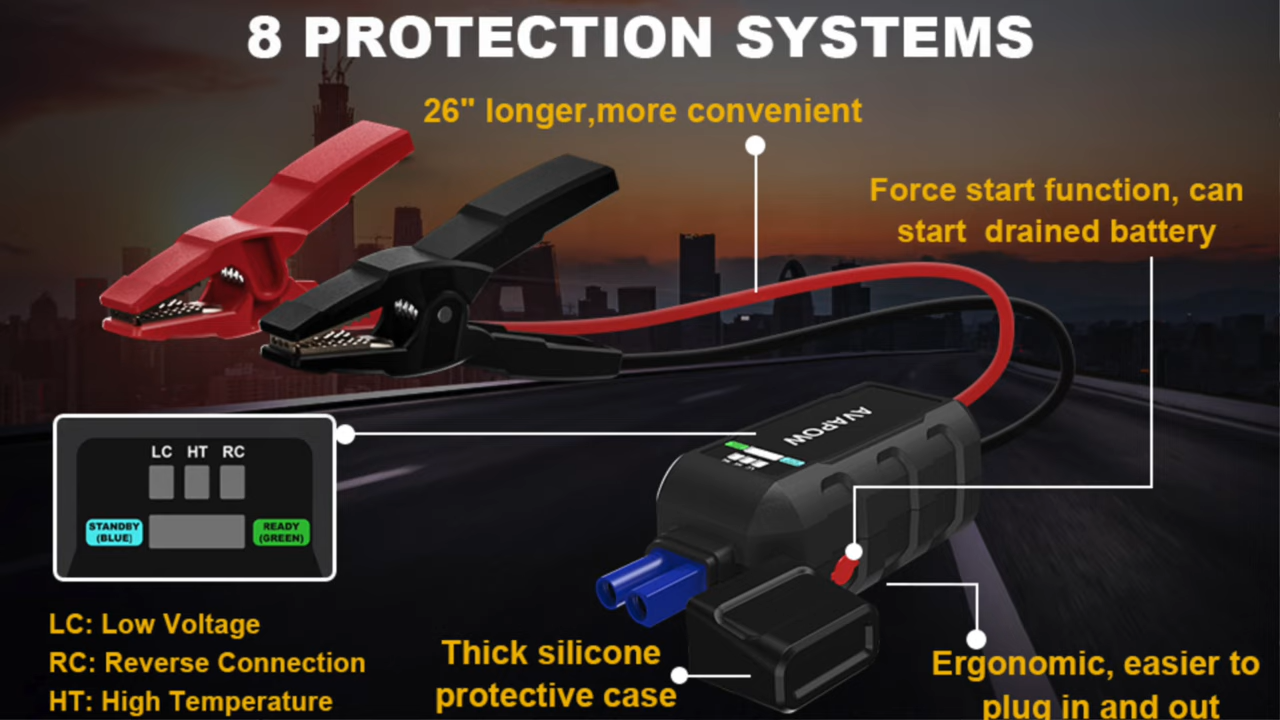 8 PROTECTION SYSTEMS
26" longer,more convenient
Force start function, can
start drained battery
AVAPOW
LC HT RC
STANDBY
(BLUE)
READY
(GREEN)
LC: Low Voltage
RC: Reverse Connection
HT: High Temperature
Thick silicone
protective case
Ergonomic, easier to
plug in and out